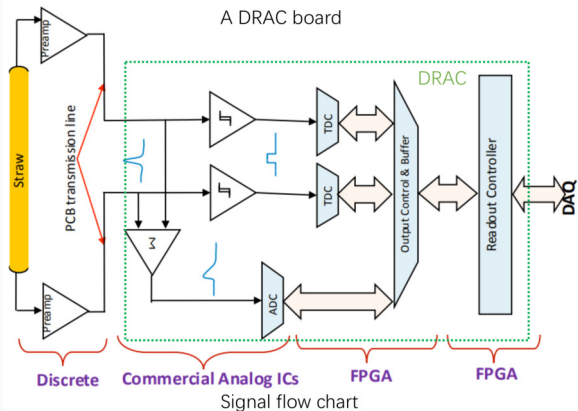 A DRAC board
Preamp
DRAC
Straw
PCB transmission line
TDC
TDC
Output Control & Buffer
Readout Controller
DAQ
Σ
ADC
Preamp
Discrete
Commercial Analog ICs
FPGA
FPGA
Signal flow chart